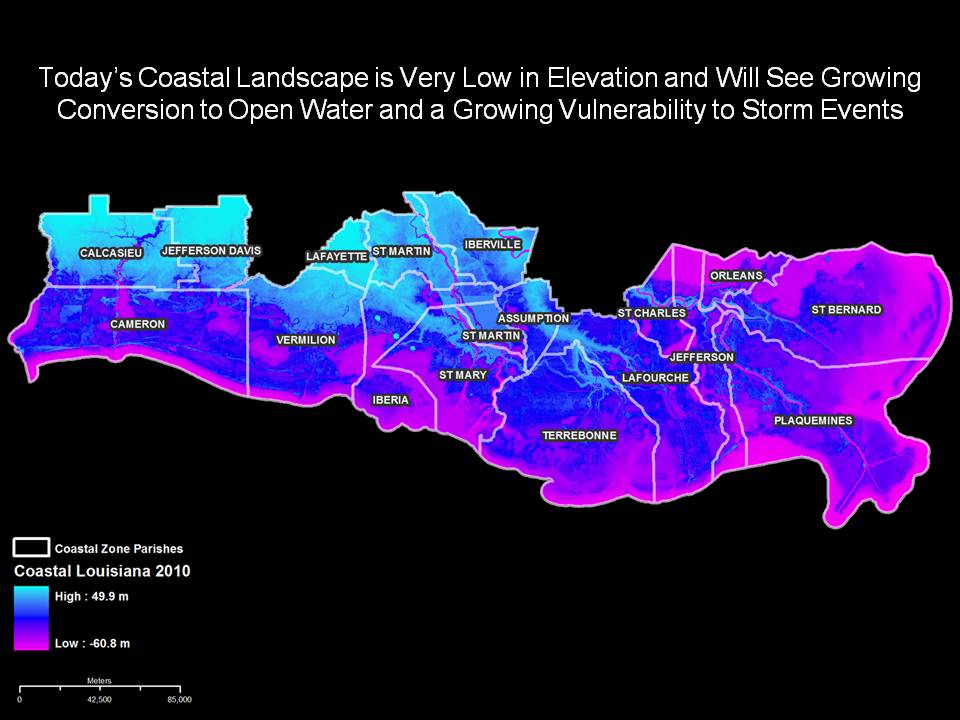 Today's Coastal Landscape is Very Low in Elevation and Will See Growing
Conversion to Open Water and a Growing Vulnerability to Storm Events
CALCASIEU
JEFFERSON DAVIS
LAFAYETTE
ST MARTIN
IBERVILLE
ORLEANS
CAMERON
VERMILION
ASSUMPTION
ST CHARLES
ST BERNARD
ST MARTIN
JEFFERSON
ST MARY
LAFOURCHE
IBERIA
TERREBONNE
PLAQUEMINES
Coastal Zone Parishes
Coastal Louisiana 2010
High : 49.9 m
Low : -60.8 m
Meters
0 42,500 85,000